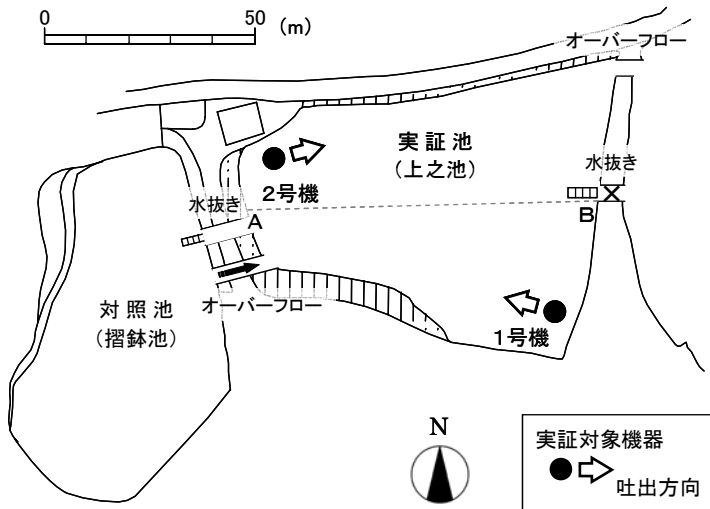 0
50
(m)
オーバーフロー
実証池
(上之池)
水抜き
2号機
水抜き
A
B
対照池
(摺鉢池)
オーバーフロー
1号機
N
実証対象機器
吐出方向